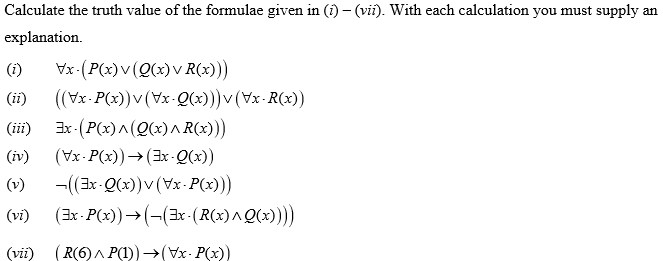 Calculate the truth value of the formulae given in (i) – (vii). With each calculation you must supply an
explanation.
(i) ∀x·(P(x)∨(Q(x)∨R(x)))
(ii) ((∀x·P(x))∨(∀x·Q(x)))∨(∀x·R(x))
(iii) ∃x·(P(x)∧(Q(x)∧R(x)))
(iv) (∀x·P(x))→(∃x·Q(x))
(v) ¬((∃x·Q(x))∨(∀x·P(x)))
(vi) (∃x·P(x))→(¬(∃x·(R(x)∧Q(x))))
(vii) (R(6)∧P(1))→(∀x·P(x))